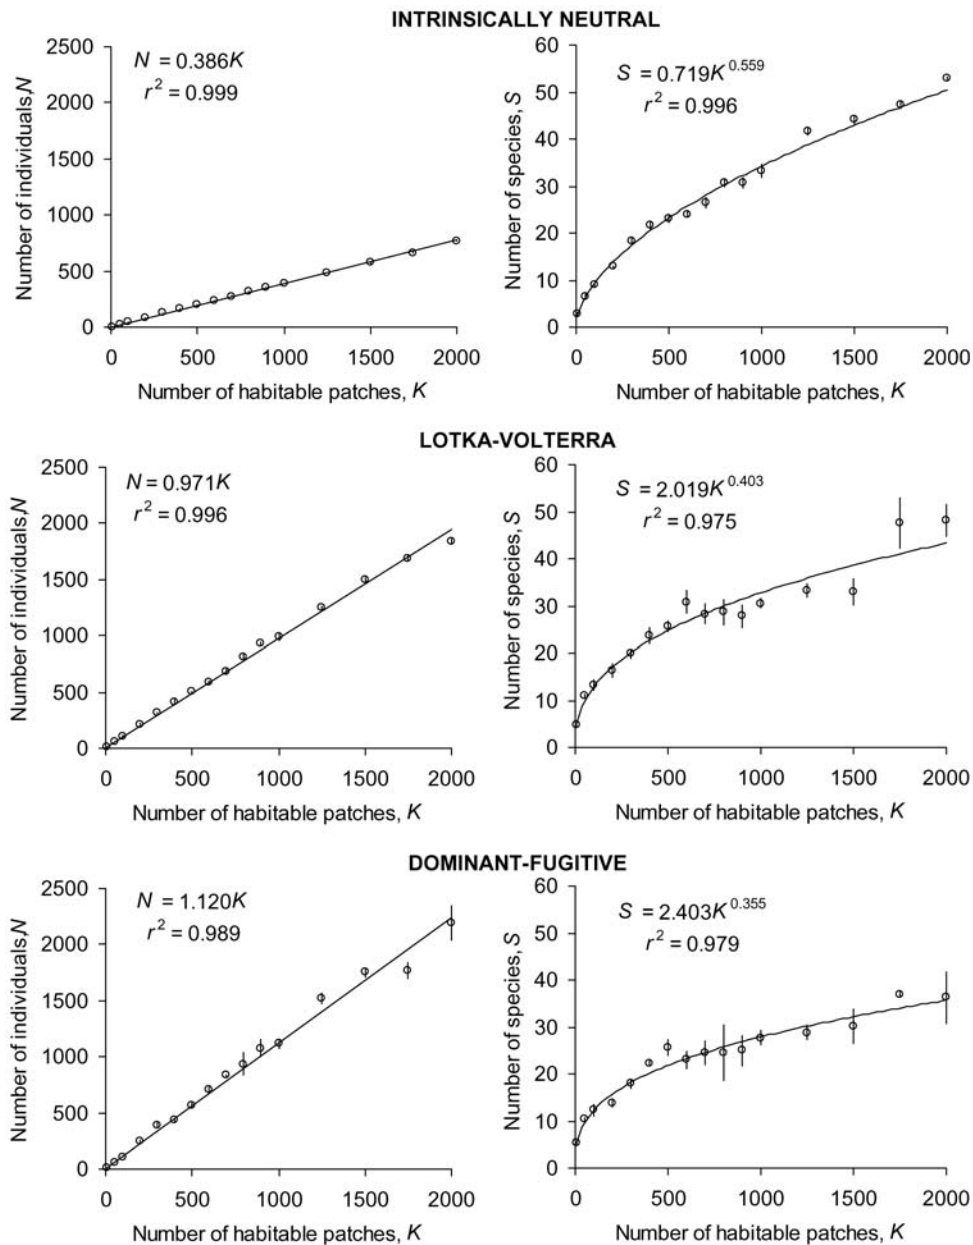 INTRINSICALLY NEUTRAL
Number of individuals,N
2500
2000
1500
1000
500
0
N = 0.386K
r² = 0.999
0 500 1000 1500 2000
Number of habitable patches, K
Number of species, S
60
50
40
30
20
10
0
S = 0.719K^0.559
r² = 0.996
0 500 1000 1500 2000
Number of habitable patches, K
LOTKA-VOLTERRA
Number of individuals,N
2500
2000
1500
1000
500
0
N = 0.971K
r² = 0.996
0 500 1000 1500 2000
Number of habitable patches, K
Number of species, S
60
50
40
30
20
10
0
S = 2.019K^0.403
r² = 0.975
0 500 1000 1500 2000
Number of habitable patches, K
DOMINANT-FUGITIVE
Number of individuals,N
2500
2000
1500
1000
500
0
N = 1.120K
r² = 0.989
0 500 1000 1500 2000
Number of habitable patches, K
Number of species, S
60
50
40
30
20
10
0
S = 2.403K^0.355
r² = 0.979
0 500 1000 1500 2000
Number of habitable patches, K